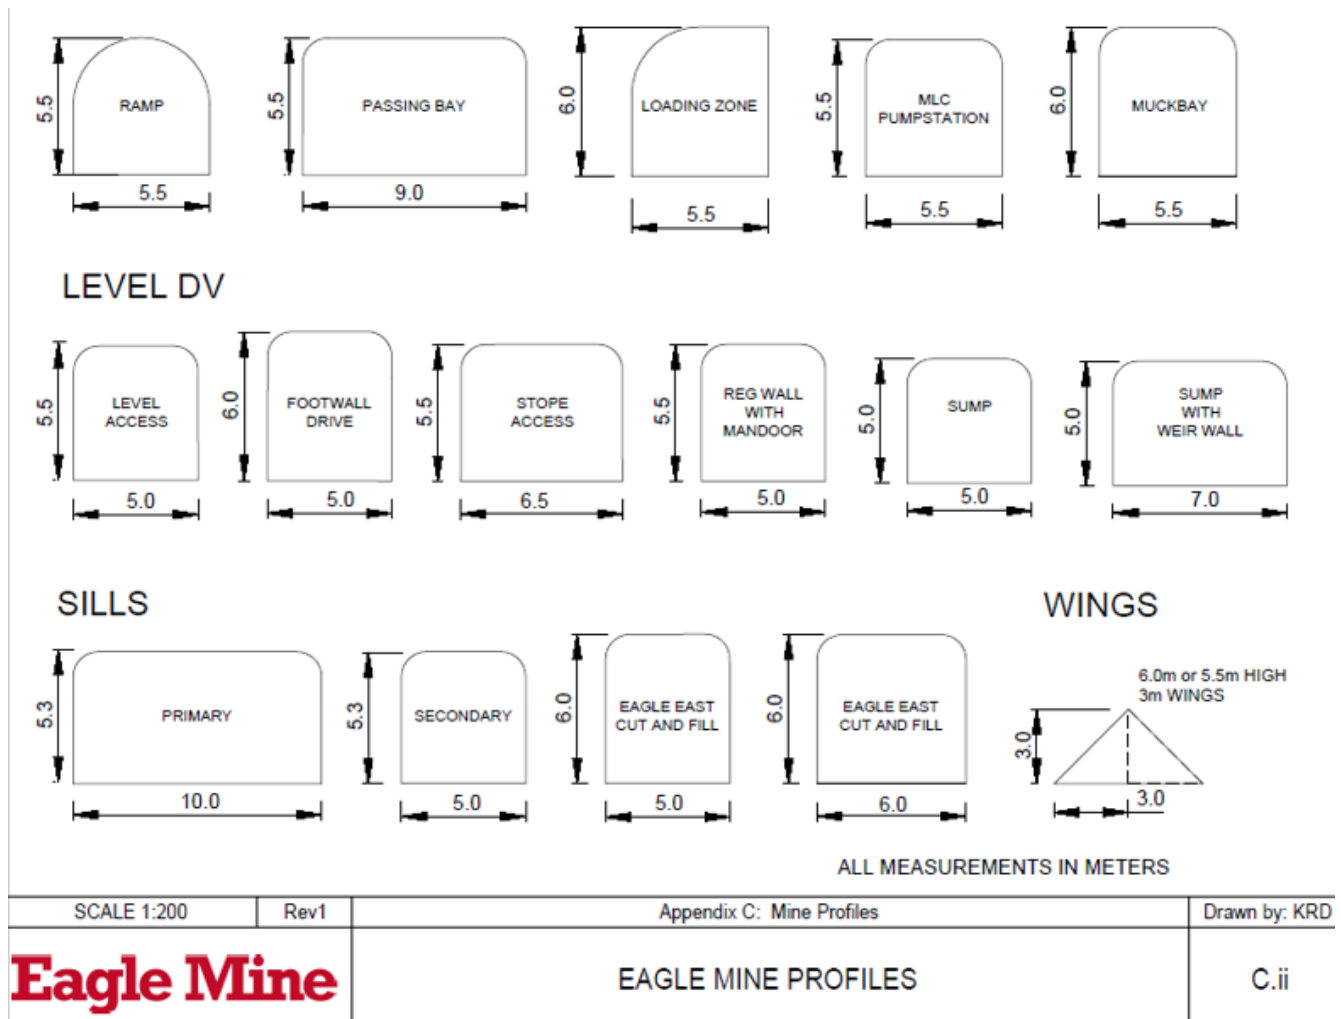 5.5
RAMP
5.5
5.5
PASSING BAY
9.0
6.0
LOADING ZONE
5.5
5.5
MLC
PUMPSTATION
5.5
6.0
MUCKBAY
5.5
LEVEL DV
5.5
LEVEL
ACCESS
5.0
6.0
FOOTWALL
DRIVE
5.0
5.5
STOPE
ACCESS
6.5
5.5
REG WALL
WITH
MANDOOR
5.0
5.0
SUMP
5.0
5.0
SUMP
WITH
WEIR WALL
7.0
SILLS
WINGS
5.3
PRIMARY
10.0
5.3
SECONDARY
5.0
6.0
EAGLE EAST
CUT AND FILL
5.0
6.0
EAGLE EAST
CUT AND FILL
6.0
6.0m or 5.5m HIGH
3m WINGS
3.0
3.0
ALL MEASUREMENTS IN METERS
SCALE 1:200
Rev1
Appendix C: Mine Profiles
Drawn by: KRD
Eagle Mine
EAGLE MINE PROFILES
C.ii